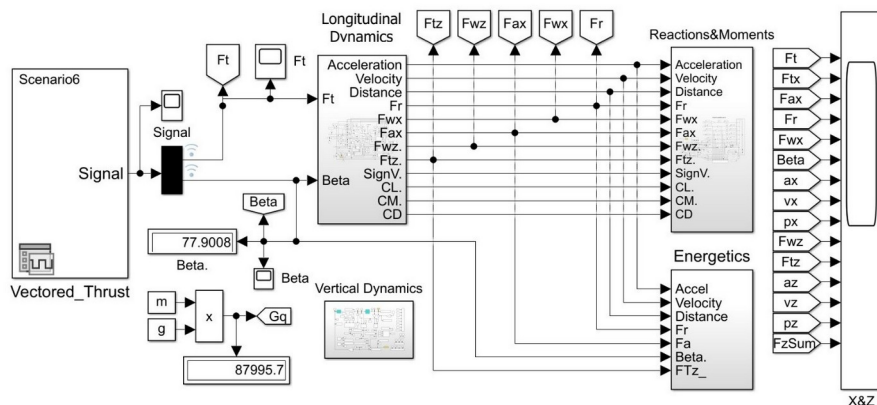 Longitudinal
Dynamics
Ftz
Fwz
Fax
Fwx
Fr
Reactions&Moments
Scenario6
Signal
Vectored_Thrust
Signal
Ft
Ft
Ft
Beta
Acceleration
Velocity
Distance
Fr
Fwx
Fax
Fwz.
Ftz.
SignV.
CL.
CM.
CD
Acceleration
Velocity
Distance
Fr
Fwx
Fax
Fwz.
Ftz.
SignV.
CL.
CM.
CD
Beta
77.9008
Beta.
Beta
m
g
x
Gq
87995.7
Vertical Dynamics
Energetics
Accel
Velocity
Distance
Fr
Fa
Beta.
FTz_
Ft
Ftx
Fax
Fr
Fwx
Beta
ax
vx
px
Fwz
Ftz
az
vz
pz
FzSum
X&Z